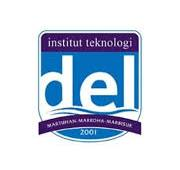 institut teknologi
del
MARTUHAN-MARROHA-MARBISUK
2001